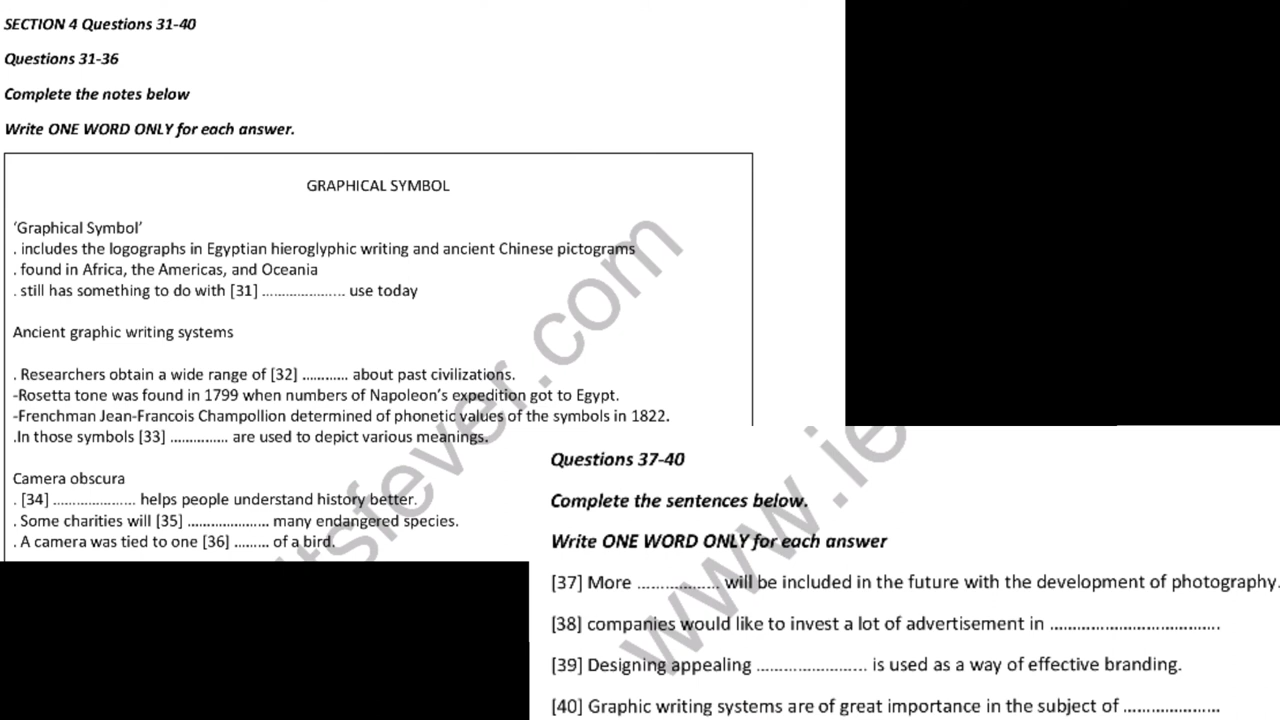 SECTION 4 Questions 31-40
Questions 31-36
Complete the notes below
Write ONE WORD ONLY for each answer.
GRAPHICAL SYMBOL
‘Graphical Symbol’
. includes the logographs in Egyptian hieroglyphic writing and ancient Chinese pictograms
. found in Africa, the Americas, and Oceania
. still has something to do with [31] .................... use today
Ancient graphic writing systems
. Researchers obtain a wide range of [32] ............ about past civilizations.
-Rosetta tone was found in 1799 when numbers of Napoleon’s expedition got to Egypt.
-Frenchman Jean-Francois Champollion determined of phonetic values of the symbols in 1822.
.In those symbols [33] ............... are used to depict various meanings.
Camera obscura
. [34] ..................... helps people understand history better.
. Some charities will [35] ..................... many endangered species.
. A camera was tied to one [36] ......... of a bird.
Questions 37-40
Complete the sentences below.
Write ONE WORD ONLY for each answer
[37] More .................. will be included in the future with the development of photography.
[38] companies would like to invest a lot of advertisement in .....................................
[39] Designing appealing ........................ is used as a way of effective branding.
[40] Graphic writing systems are of great importance in the subject of .....................
itsfever.com
www.ie